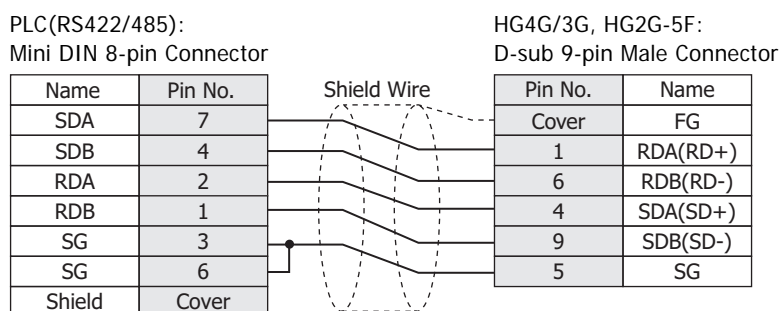 PLC(RS422/485):
Mini DIN 8-pin Connector
HG4G/3G, HG2G-5F:
D-sub 9-pin Male Connector
Name Pin No. Shield Wire Pin No. Name
SDA 7 Cover FG
SDB 4 1 RDA(RD+)
RDA 2 6 RDB(RD-)
RDB 1 4 SDA(SD+)
SG 3 9 SDB(SD-)
SG 6 5 SG
Shield Cover